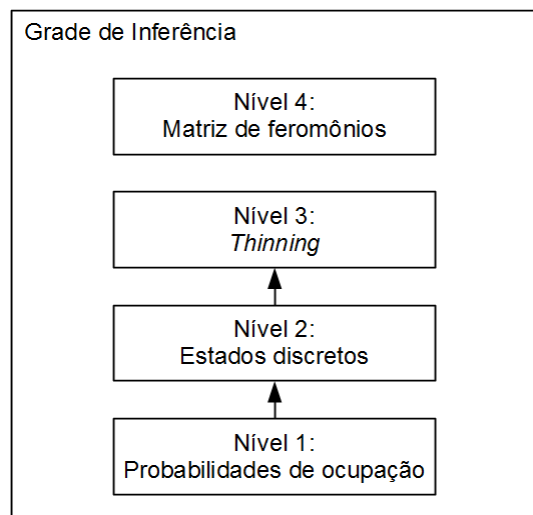 Grade de Inferência
Nível 4:
Matriz de feromônios
Nível 3:
Thinning
Nível 2:
Estados discretos
Nível 1:
Probabilidades de ocupação